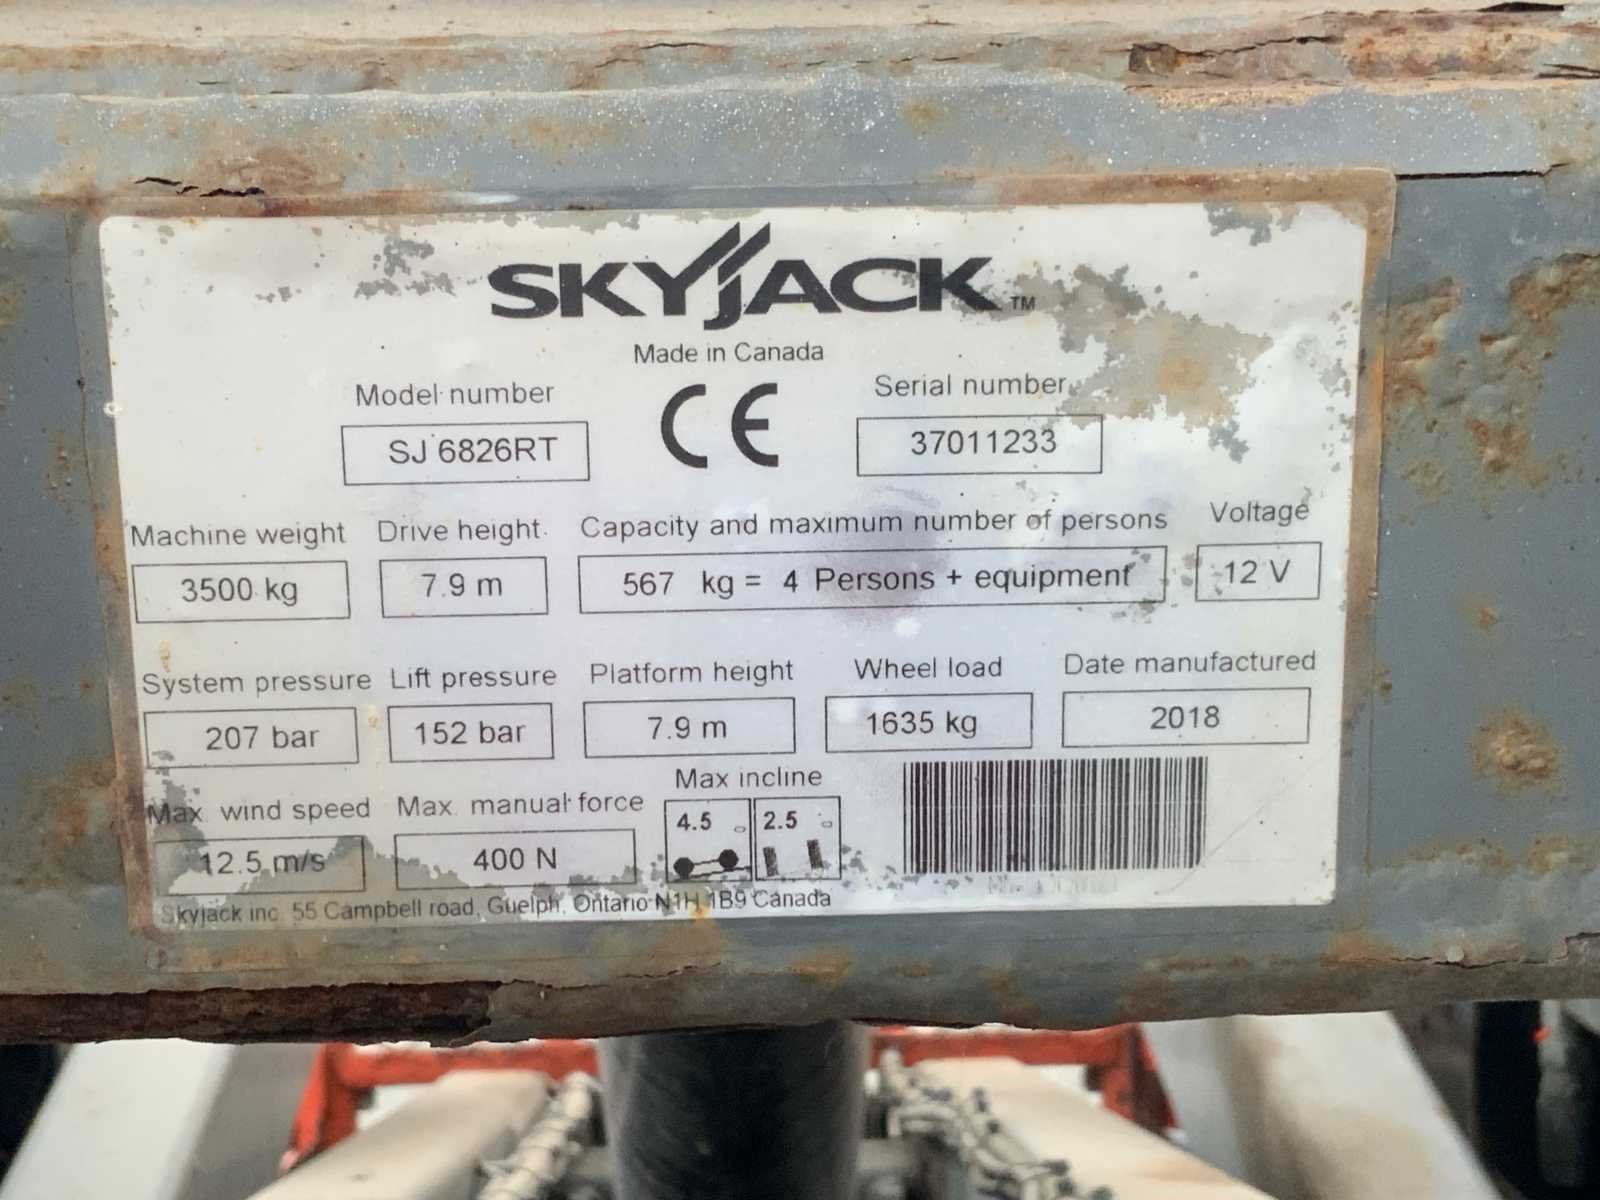 SKYJACK™
Made in Canada
Model number
Serial number
SJ 6826RT
CE
37011233
Machine weight
Drive height
Capacity and maximum number of persons
Voltage
3500 kg
7.9 m
567 kg = 4 Persons + equipment
12 V
System pressure
Lift pressure
Platform height
Wheel load
Date manufactured
207 bar
152 bar
7.9 m
1635 kg
2018
Max. wind speed
Max. manual force
Max incline
12.5 m/s
400 N
4.5
2.5
Skyjack inc. 55 Campbell road, Guelph, Ontario N1H 1B9 Canada